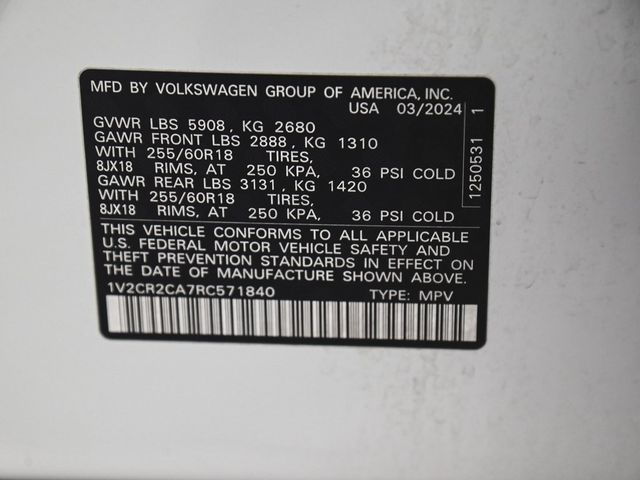 MFD BY VOLKSWAGEN GROUP OF AMERICA, INC.
USA 03/2024
GVWR LBS 5908, KG 2680
GAWR FRONT LBS 2888, KG 1310
WITH 255/60R18 TIRES,
8JX18 RIMS, AT 250 KPA, 36 PSI COLD
GAWR REAR LBS 3131, KG 1420
WITH 255/60R18 TIRES,
8JX18 RIMS, AT 250 KPA, 36 PSI COLD
1250531 1
THIS VEHICLE CONFORMS TO ALL APPLICABLE
U.S. FEDERAL MOTOR VEHICLE SAFETY AND
THEFT PREVENTION STANDARDS IN EFFECT ON
THE DATE OF MANUFACTURE SHOWN ABOVE.
1V2CR2CA7RC571840 TYPE: MPV